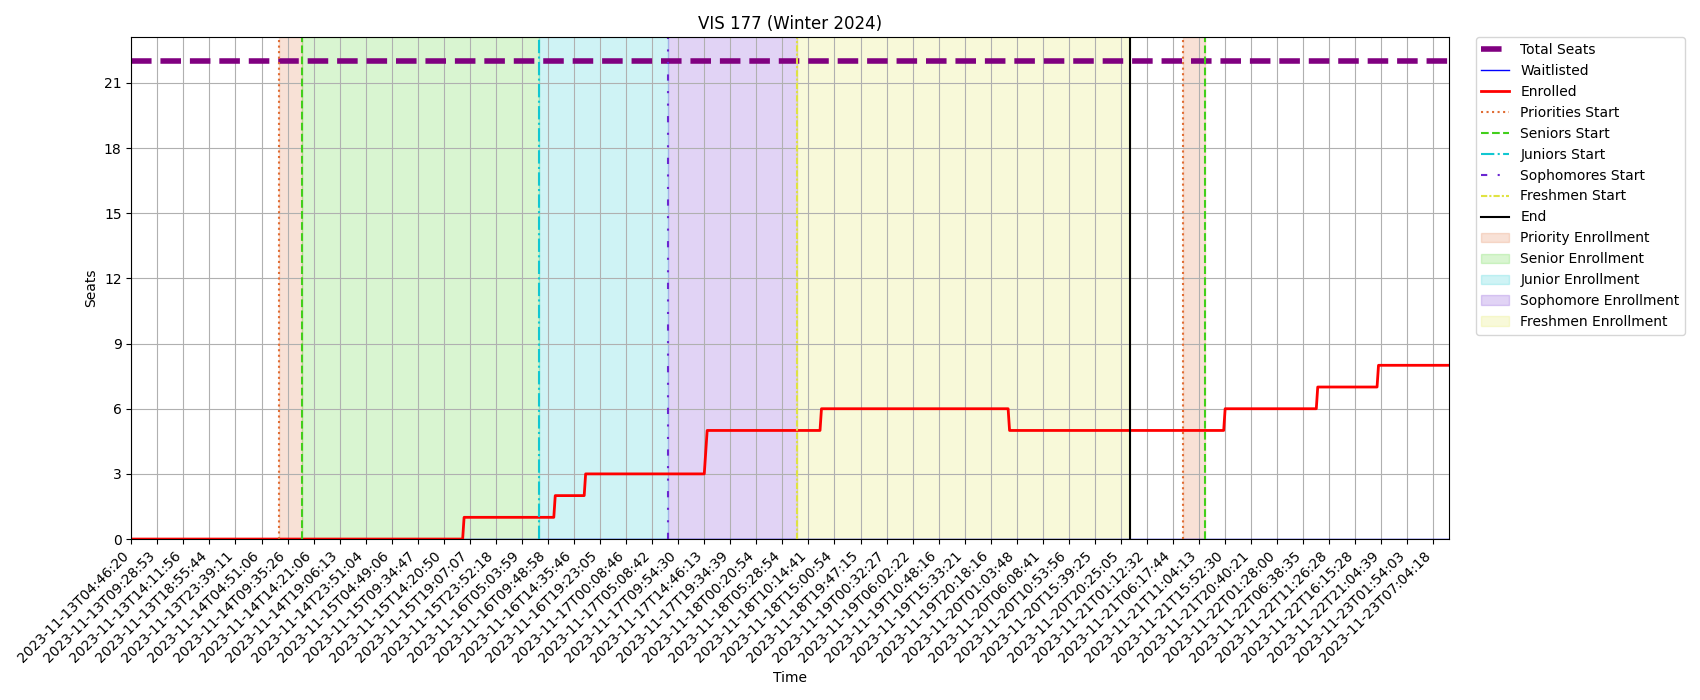 VIS 177 (Winter 2024)
Seats
21
18
15
12
9
6
3
0
2023-11-13T04:46:20
2023-11-13T09:28:53
2023-11-13T14:11:56
2023-11-13T18:55:44
2023-11-13T23:39:11
2023-11-14T04:51:06
2023-11-14T09:35:26
2023-11-14T14:21:06
2023-11-14T19:06:13
2023-11-14T23:51:04
2023-11-15T04:49:06
2023-11-15T09:34:47
2023-11-15T14:20:50
2023-11-15T19:07:07
2023-11-15T23:52:18
2023-11-16T05:03:59
2023-11-16T09:48:58
2023-11-16T14:35:46
2023-11-16T19:23:05
2023-11-17T00:08:46
2023-11-17T05:08:42
2023-11-17T09:54:30
2023-11-17T14:46:13
2023-11-17T19:34:39
2023-11-18T00:20:54
2023-11-18T05:28:54
2023-11-18T10:14:41
2023-11-18T15:00:54
2023-11-18T19:47:15
2023-11-19T00:32:27
2023-11-19T06:02:22
2023-11-19T10:48:16
2023-11-19T15:33:21
2023-11-19T20:18:16
2023-11-20T01:03:48
2023-11-20T06:08:41
2023-11-20T10:53:56
2023-11-20T15:39:25
2023-11-20T20:25:05
2023-11-21T01:12:32
2023-11-21T06:17:44
2023-11-21T11:04:13
2023-11-21T15:52:30
2023-11-21T20:40:21
2023-11-22T01:28:00
2023-11-22T06:38:35
2023-11-22T11:26:28
2023-11-22T16:15:28
2023-11-22T21:04:39
2023-11-23T01:54:03
2023-11-23T07:04:18
Time
Total Seats
Waitlisted
Enrolled
Priorities Start
Seniors Start
Juniors Start
Sophomores Start
Freshmen Start
End
Priority Enrollment
Senior Enrollment
Junior Enrollment
Sophomore Enrollment
Freshmen Enrollment